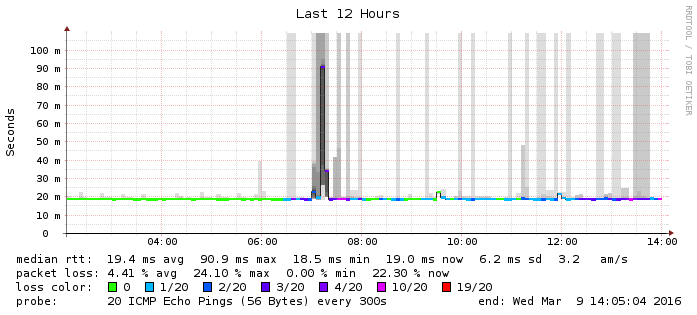 Last 12 Hours
RRDTOOL / TOBI OETIKER
Seconds
100 m
90 m
80 m
70 m
60 m
50 m
40 m
30 m
20 m
10 m
0
04:00 06:00 08:00 10:00 12:00 14:00
median rtt: 19.4 ms avg 90.9 ms max 18.5 ms min 19.0 ms now 6.2 ms sd 3.2 am/s
packet loss: 4.41 % avg 24.10 % max 0.00 % min 22.30 % now
loss color: 0 1/20 2/20 3/20 4/20 10/20 19/20
probe: 20 ICMP Echo Pings (56 Bytes) every 300s end: Wed Mar 9 14:05:04 2016